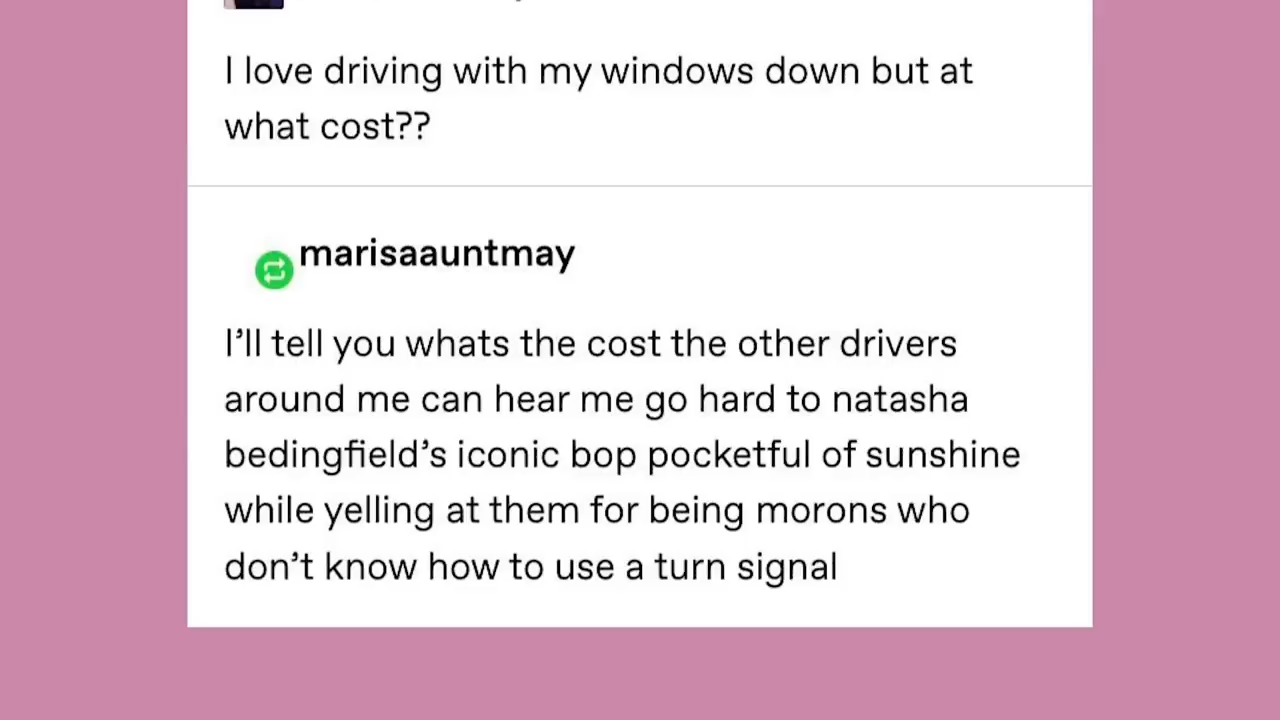 I love driving with my windows down but at
what cost??
marisaauntmay
I’ll tell you whats the cost the other drivers
around me can hear me go hard to natasha
bedingfield’s iconic bop pocketful of sunshine
while yelling at them for being morons who
don’t know how to use a turn signal